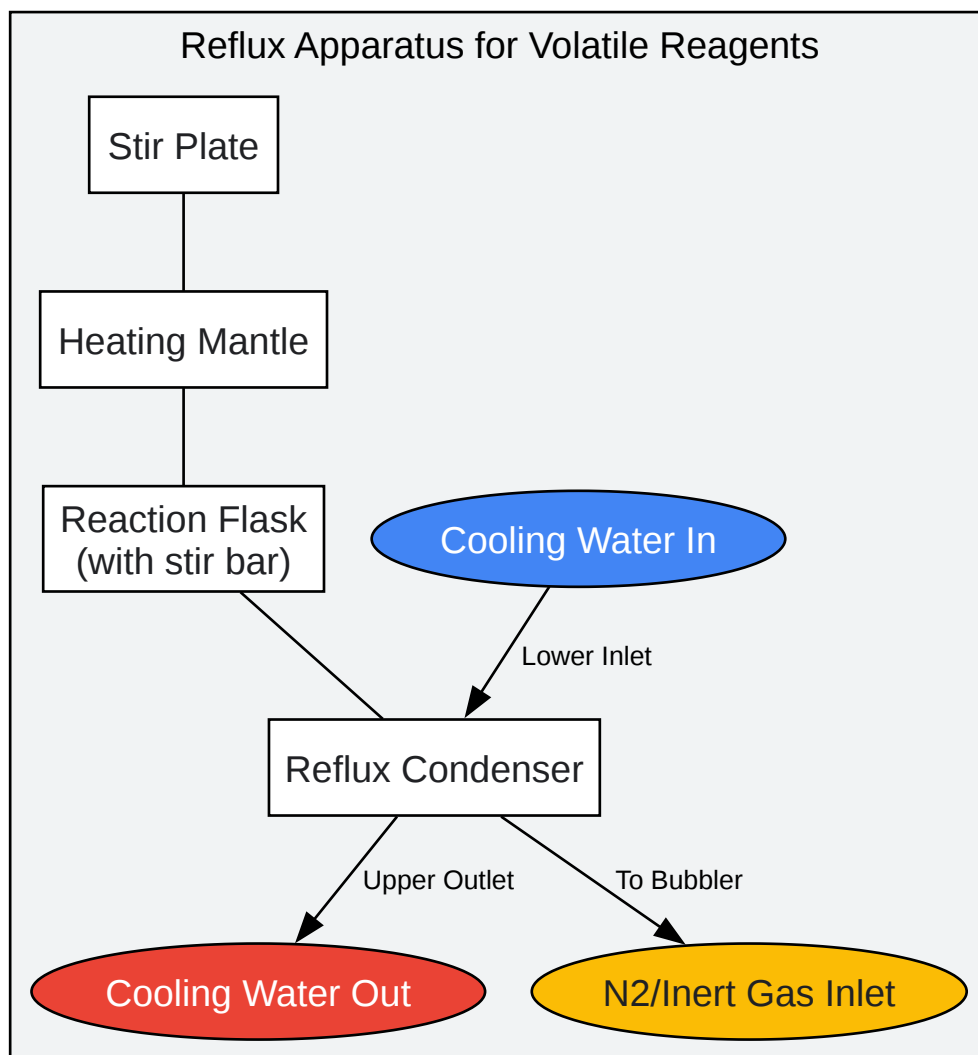 Reflux Apparatus for Volatile Reagents
Stir Plate
Heating Mantle
Reaction Flask
(with stir bar)
Cooling Water In
Lower Inlet
Reflux Condenser
Upper Outlet
To Bubbler
Cooling Water Out
N2/Inert Gas Inlet